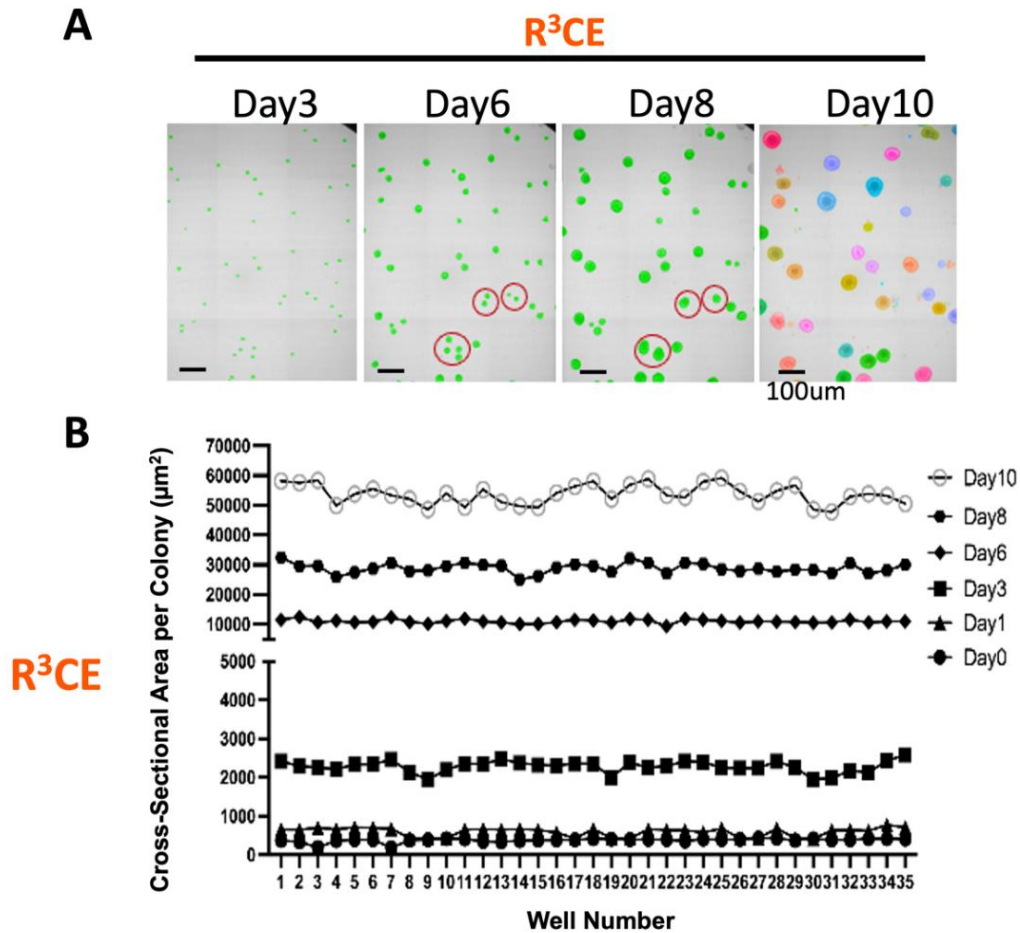 A
R³CE
Day3 Day6 Day8 Day10
100um
B
Cross-Sectional Area per Colony (μm²)
70000
60000
50000
40000
30000
20000
10000
5000
4000
3000
2000
1000
0
Day10
Day8
Day6
Day3
Day1
Day0
R³CE
1 2 3 4 5 6 7 8 9 10 11 12 13 14 15 16 17 18 19 20 21 22 23 24 25 26 27 28 29 30 31 32 33 34 35
Well Number